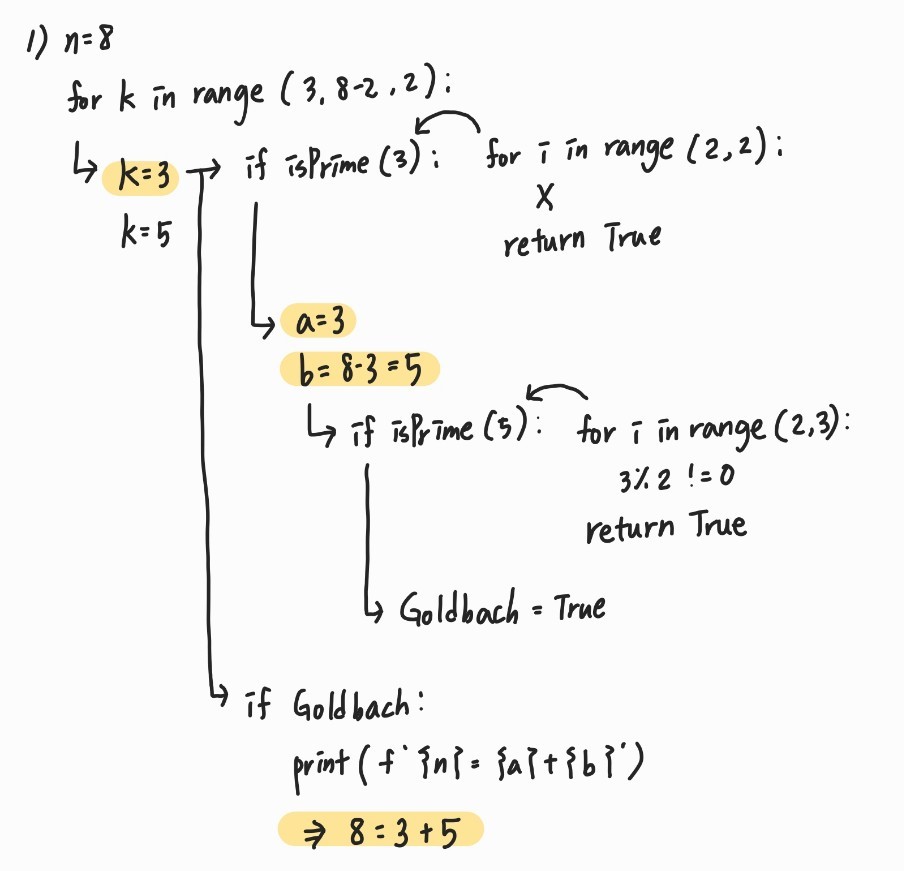 1) n=8
for k in range (3, 8-2, 2):
↳ k=3 → if isPrime (3): for i in range (2,2):
k=5 X
return True
↳ a=3
b= 8-3 =5
↳ if isPrime (5): for i in range (2,3):
3% 2 != 0
return True
↳ Goldbach = True
↳ if Goldbach:
print ( f '{n} = {a}+{b}')
⇒ 8 = 3 + 5